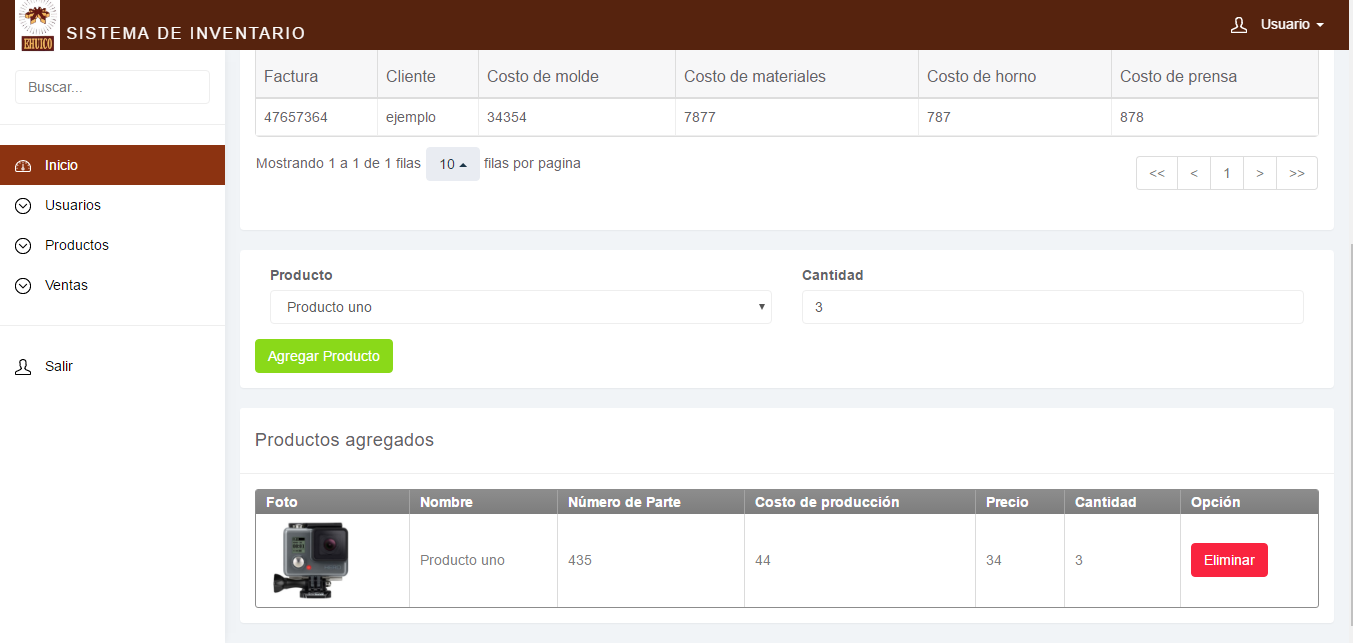 EHUICO
SISTEMA DE INVENTARIO
Usuario
Buscar...
Inicio
Usuarios
Productos
Ventas
Salir
Factura Cliente Costo de molde Costo de materiales Costo de horno Costo de prensa
47657364 ejemplo 34354 7877 787 878
Mostrando 1 a 1 de 1 filas 10 filas por pagina
<< < 1 > >>
Producto Cantidad
Producto uno 3
Agregar Producto
Productos agregados
Foto Nombre Número de Parte Costo de producción Precio Cantidad Opción
Producto uno 435 44 34 3 Eliminar